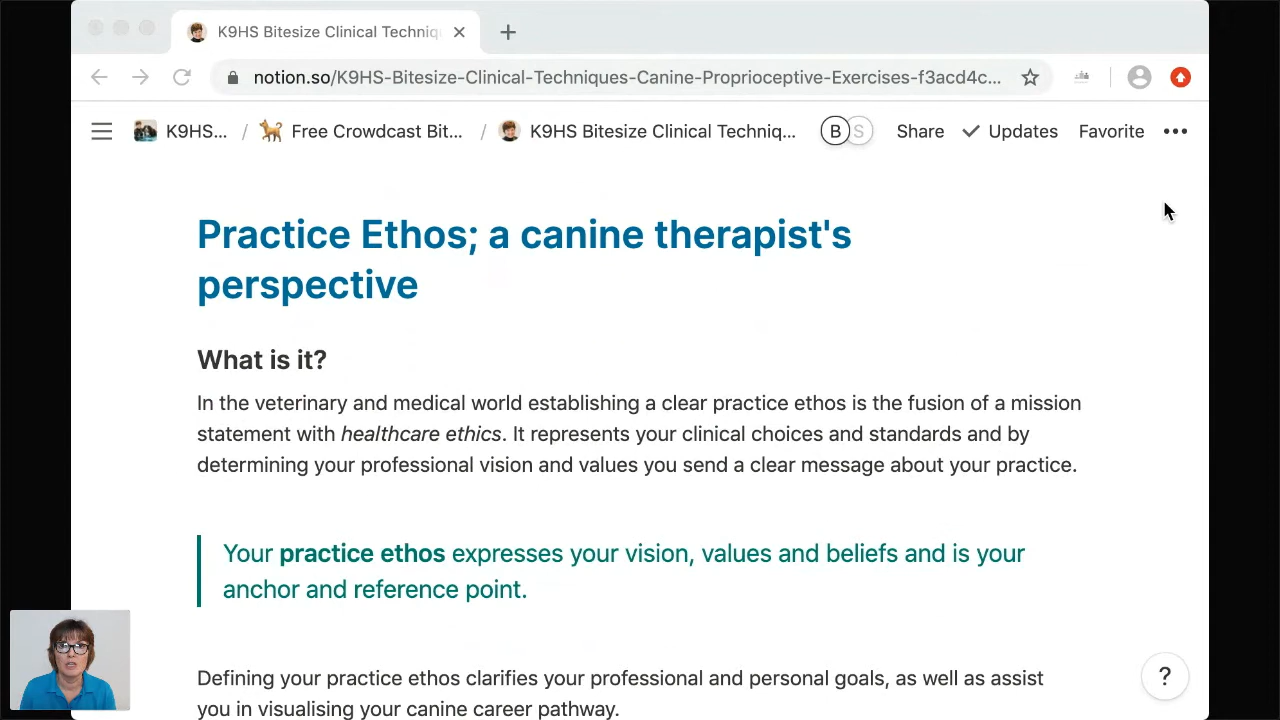 K9HS Bitesize Clinical Techniq
notion.so/K9HS-Bitesize-Clinical-Techniques-Canine-Proprioceptive-Exercises-f3acd4c...
K9HS... / Free Crowdcast Bit... / K9HS Bitesize Clinical Techniq... B S Share Updates Favorite
Practice Ethos; a canine therapist's
perspective
What is it?
In the veterinary and medical world establishing a clear practice ethos is the fusion of a mission
statement with healthcare ethics. It represents your clinical choices and standards and by
determining your professional vision and values you send a clear message about your practice.
Your practice ethos expresses your vision, values and beliefs and is your
anchor and reference point.
Defining your practice ethos clarifies your professional and personal goals, as well as assist
you in visualising your canine career pathway.
?